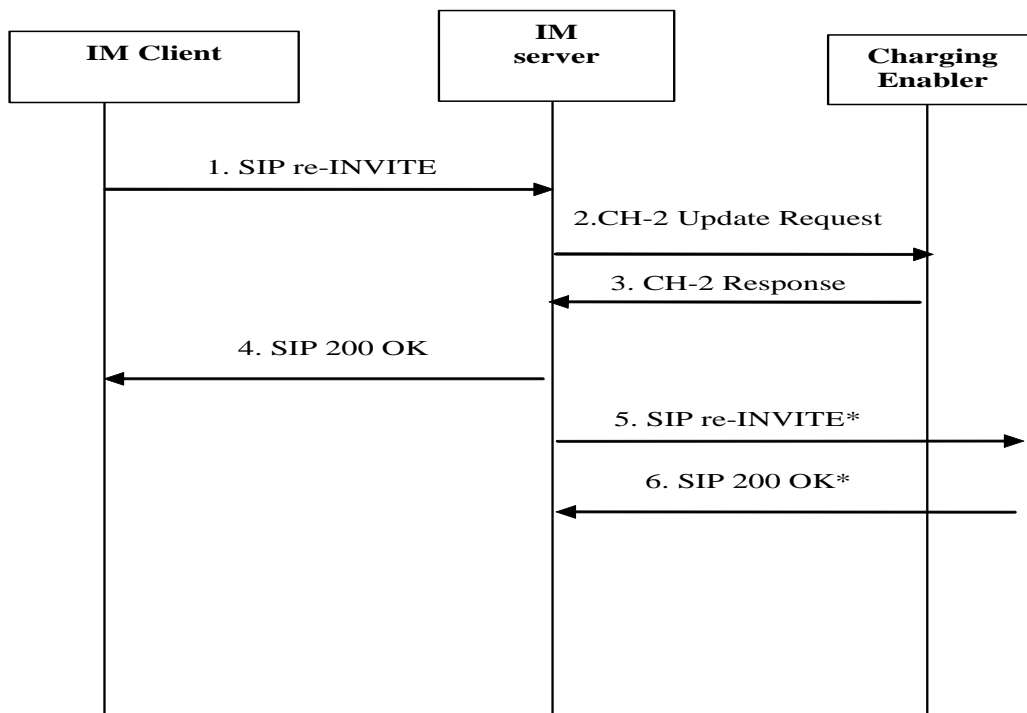 IM Client
IM
server
Charging
Enabler
1. SIP re-INVITE
2.CH-2 Update Request
3. CH-2 Response
4. SIP 200 OK
5. SIP re-INVITE*
6. SIP 200 OK*